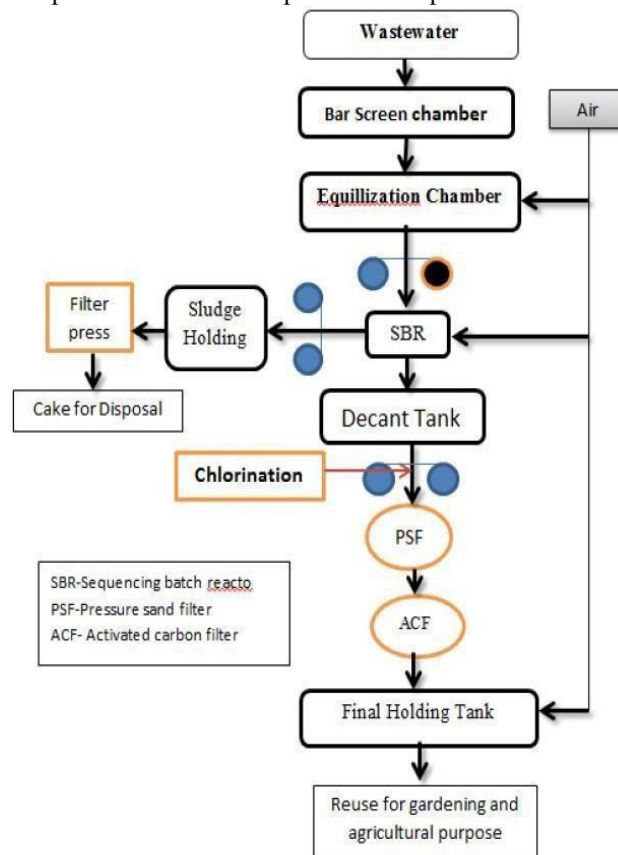 Wastewater
Bar Screen chamber
Air
Equillization Chamber
Filter
press
Sludge
Holding
SBR
Cake for Disposal
Decant Tank
Chlorination
PSF
SBR-Sequencing batch reacto
PSF-Pressure sand filter
ACF- Activated carbon filter
ACF
Final Holding Tank
Reuse for gardening and
agricultural purpose